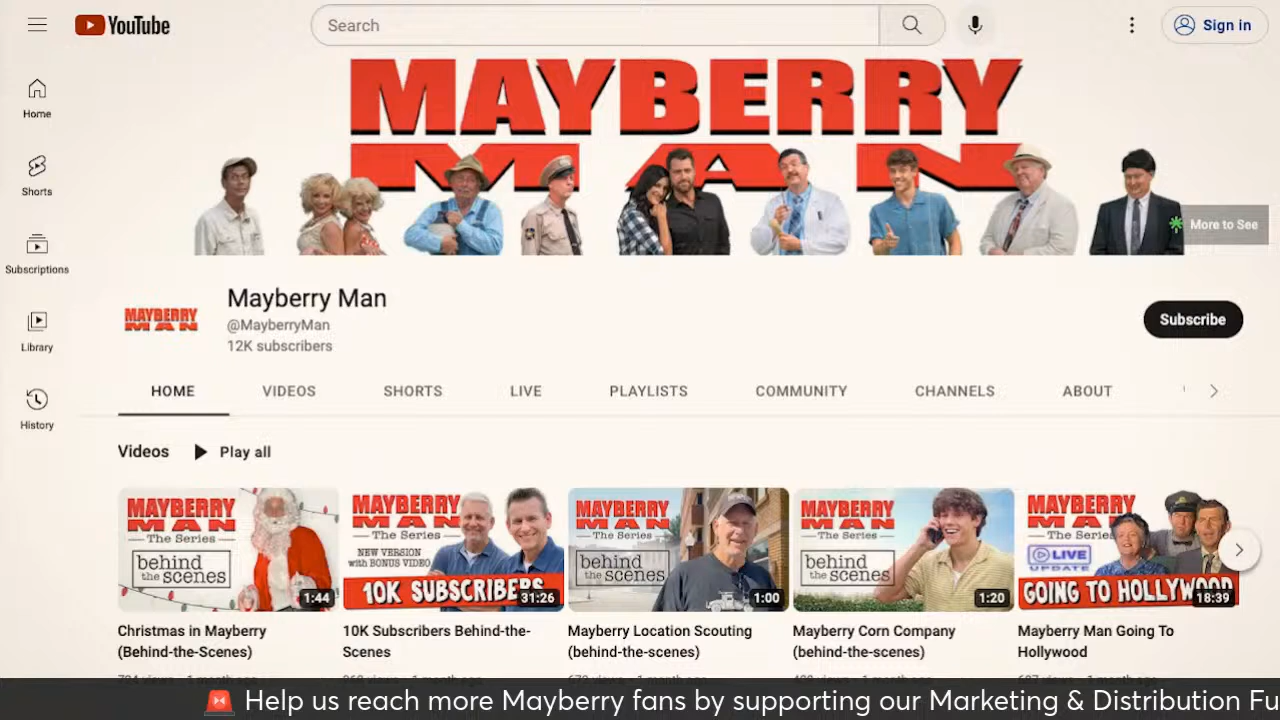 YouTube
Search
Sign in
Home
Shorts
Subscriptions
Library
History
MAYBERRY
MAN
More to See
MAYBERRY
MAN
Mayberry Man
@MayberryMan
12K subscribers
Subscribe
HOME VIDEOS SHORTS LIVE PLAYLISTS COMMUNITY CHANNELS ABOUT
Videos Play all
MAYBERRY
MAN
The Series
behind
the scenes
1:44
MAYBERRY
MAN
The Series
NEW VERSION
with BONUS VIDEO
10K SUBSCRIBERS
31:26
MAYBERRY
MAN
The Series
behind
the scenes
1:00
MAYBERRY
MAN
The Series
behind
the scenes
1:20
MAYBERRY
MAN
The Series
LIVE
UPDATE
GOING TO HOLLYWOOD
18:39
Christmas in Mayberry
(Behind-the-Scenes)
10K Subscribers Behind-the-
Scenes
Mayberry Location Scouting
(behind-the-scenes)
Mayberry Corn Company
(behind-the-scenes)
Mayberry Man Going To
Hollywood
Help us reach more Mayberry fans by supporting our Marketing & Distribution Fu